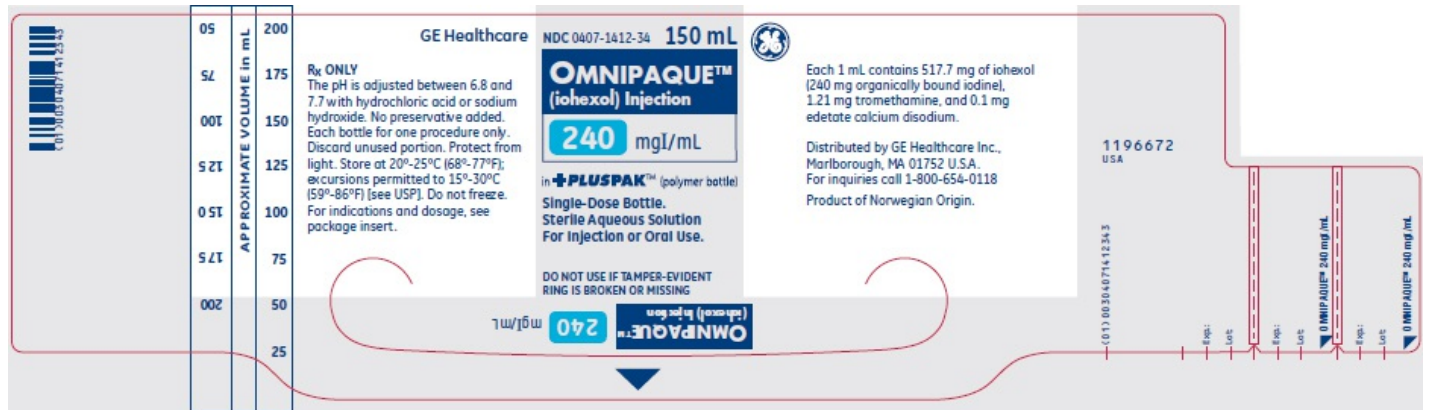 (01)00304071412343
50
75
100
125
150
175
200
APPROXIMATE VOLUME in mL
200
175
150
125
100
75
50
25
GE Healthcare
Rx ONLY
The pH is adjusted between 6.8 and
7.7 with hydrochloric acid or sodium
hydroxide. No preservative added.
Each bottle for one procedure only.
Discard unused portion. Protect from
light. Store at 20°-25°C (68°-77°F);
excursions permitted to 15°-30°C
(59°-86°F) [see USP]. Do not freeze.
For indications and dosage, see
package insert.
NDC 0407-1412-34 150 mL
OMNIPAQUE™
(iohexol) Injection
240 mgI/mL
in PLUSPAK™ (polymer bottle)
Single-Dose Bottle.
Sterile Aqueous Solution
For Injection or Oral Use.
DO NOT USE IF TAMPER-EVIDENT
RING IS BROKEN OR MISSING
OMNIPAQUE™
(iohexol) Injection
240 mgI/mL
GE
Each 1 mL contains 517.7 mg of iohexol
(240 mg organically bound iodine),
1.21 mg tromethamine, and 0.1 mg
edetate calcium disodium.
Distributed by GE Healthcare Inc.,
Marlborough, MA 01752 U.S.A.
For inquiries call 1-800-654-0118
Product of Norwegian Origin.
1196672
USA
(01)00304071412343
Exp.:
Lot:
Exp.:
Lot:
OMNIPAQUE™ 240 mgI/mL
Exp.:
Lot:
OMNIPAQUE™ 240 mgI/mL